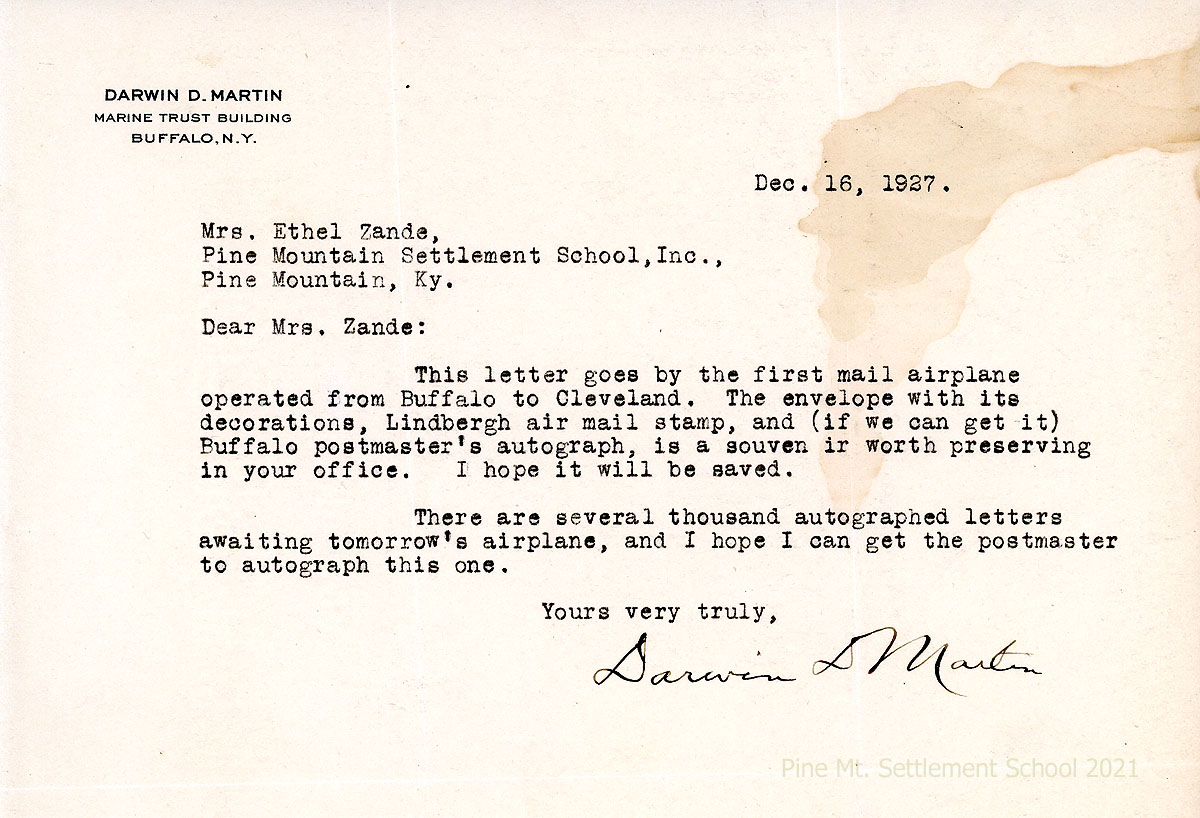 DARWIN D. MARTIN
MARINE TRUST BUILDING
BUFFALO, N.Y.
Dec. 16, 1927.
Mrs. Ethel Zande,
Pine Mountain Settlement School,Inc.,
Pine Mountain, Ky.
Dear Mrs. Zande:
This letter goes by the first mail airplane
operated from Buffalo to Cleveland. The envelope with its
decorations, Lindbergh air mail stamp, and (if we can get it)
Buffalo postmaster's autograph, is a souven ir worth preserving
in your office. I hope it will be saved.
There are several thousand autographed letters
awaiting tomorrow's airplane, and I hope I can get the postmaster
to autograph this one.
Yours very truly,
Darwin D Martin
Pine Mt. Settlement School 2021